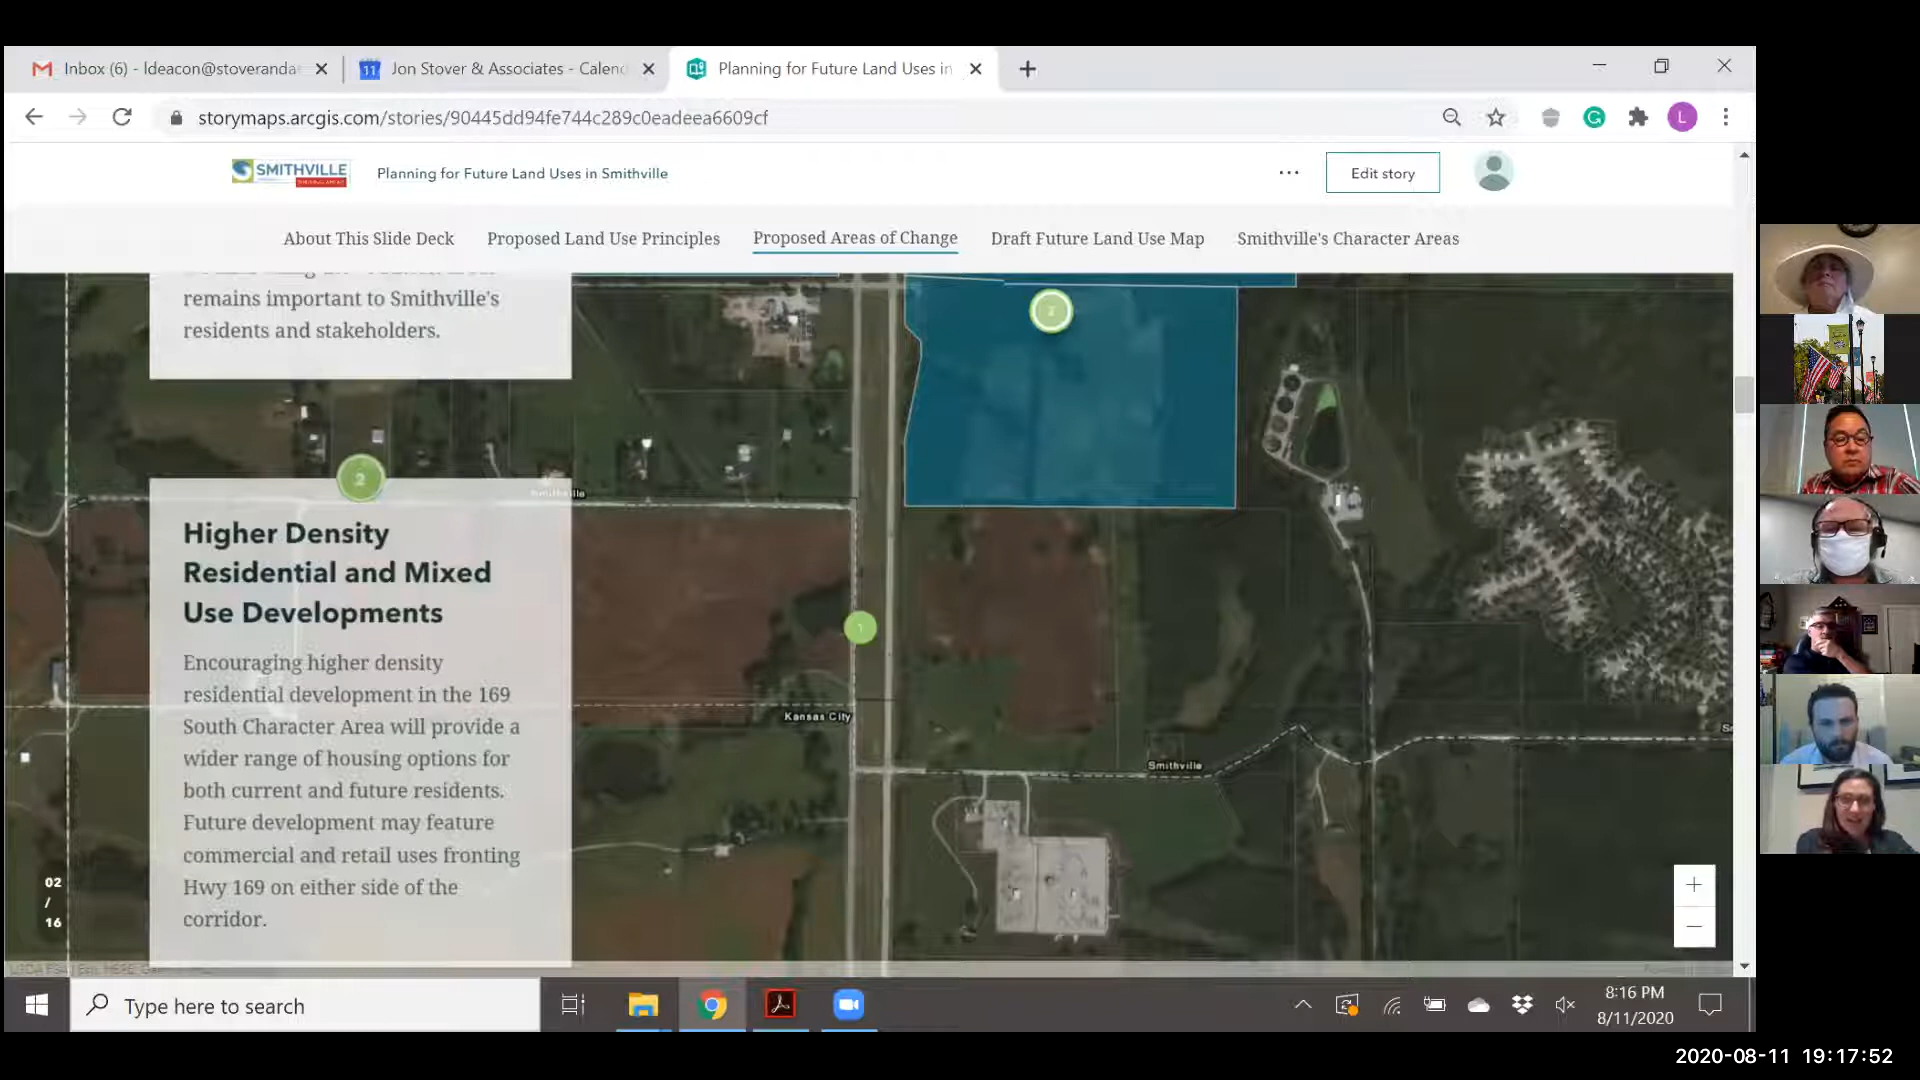 Inbox (6) - ldeacon@stoveranda
Jon Stover & Associates - Calend
Planning for Future Land Uses in
storymaps.arcgis.com/stories/90445dd94fe744c289c0eadeea6609cf
L
SMITHVILLE
Planning for Future Land Uses in Smithville
Edit story
About This Slide Deck
Proposed Land Use Principles
Proposed Areas of Change
Draft Future Land Use Map
Smithville's Character Areas
remains important to Smithville's
residents and stakeholders.
2
2
Smithville
Higher Density
Residential and Mixed
Use Developments
1
Encouraging higher density
residential development in the 169
South Character Area will provide a
wider range of housing options for
both current and future residents.
Future development may feature
commercial and retail uses fronting
Hwy 169 on either side of the
corridor.
Kansas City
Smithville
02
/
16
Type here to search
8:16 PM
8/11/2020
2020-08-11 19:17:52